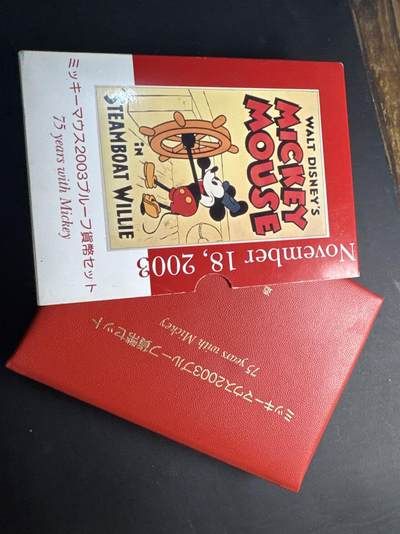 ミッキーマウス2003プルーフ貨幣セット
75 years with Mickey
WALT DISNEY'S
MICKEY
MOUSE
in
STEAMBOAT WILLIE
November 18, 2003
ミッキーマウス2003プルーフ貨幣セット
75 years with Mickey